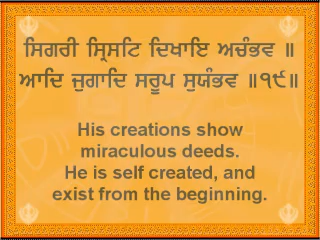 ਸਿਗਰੀ ਸ੍ਰਿਸਟਿ ਦਿਖਾਇ ਅਚੰਭਵ ॥
ਆਦਿ ਜੁਗਾਦਿ ਸਰੂਪ ਸੁਯੰਭਵ ॥੧੯॥
His creations show
miraculous deeds.
He is self created, and
exist from the beginning.